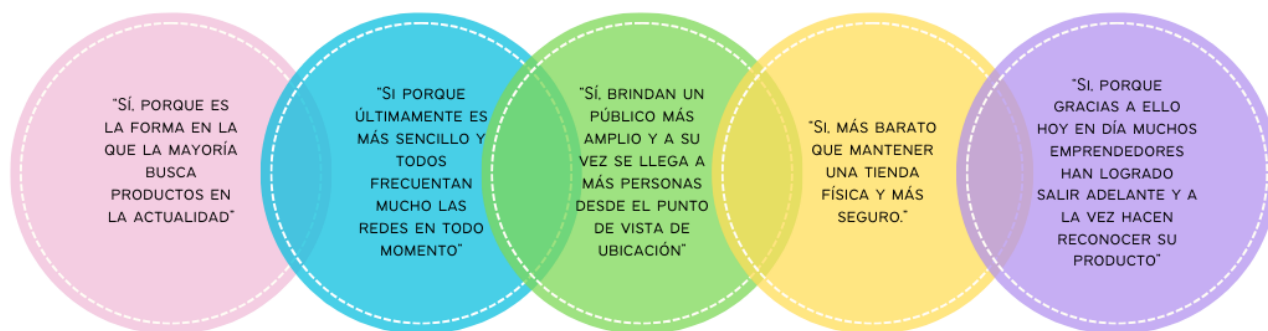 "SÍ, PORQUE ES
LA FORMA EN LA
QUE LA MAYORÍA
BUSCA
PRODUCTOS EN
LA ACTUALIDAD"
"SI PORQUE
ÚLTIMAMENTE ES
MÁS SENCILLO Y
TODOS
FRECUENTAN
MUCHO LAS
REDES EN TODO
MOMENTO"
"SÍ, BRINDAN UN
PÚBLICO MÁS
AMPLIO Y A SU
VEZ SE LLEGA A
MÁS PERSONAS
DESDE EL PUNTO
DE VISTA DE
UBICACIÓN"
"SI, MÁS BARATO
QUE MANTENER
UNA TIENDA
FÍSICA Y MÁS
SEGURO."
"SI, PORQUE
GRACIAS A ELLO
HOY EN DÍA MUCHOS
EMPRENDEDORES
HAN LOGRADO
SALIR ADELANTE Y A
LA VEZ HACEN
RECONOCER SU
PRODUCTO"